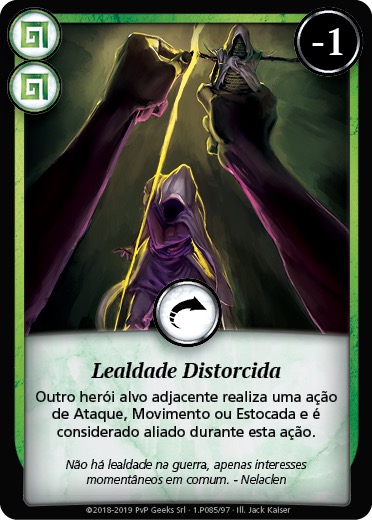 -1
Lealdade Distorcida
Outro herói alvo adjacente realiza uma ação
de Ataque, Movimento ou Estocada e é
considerado aliado durante esta ação.
Não há lealdade na guerra, apenas interesses
momentâneos em comum. - Nelaclen
©2018-2019 PvP Geeks Srl · 1.P085/97 · Ill. Jack Kaiser